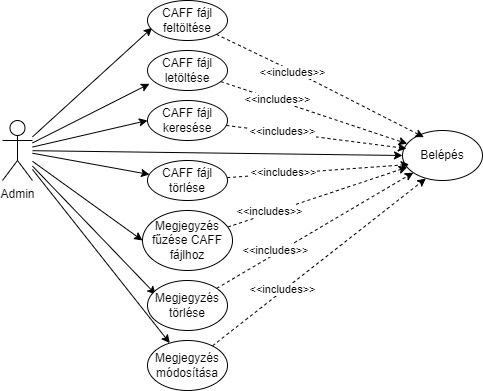 CAFF fájl
feltöltése
<<includes>>
CAFF fájl
letöltése
<<includes>>
CAFF fájl
keresése
<<includes>>
Admin
Belépés
CAFF fájl
törlése
<<includes>>
Megjegyzés
fűzése CAFF
fájlhoz
<<includes>>
<<includes>>
Megjegyzés
törlése
<<includes>>
Megjegyzés
módosítása